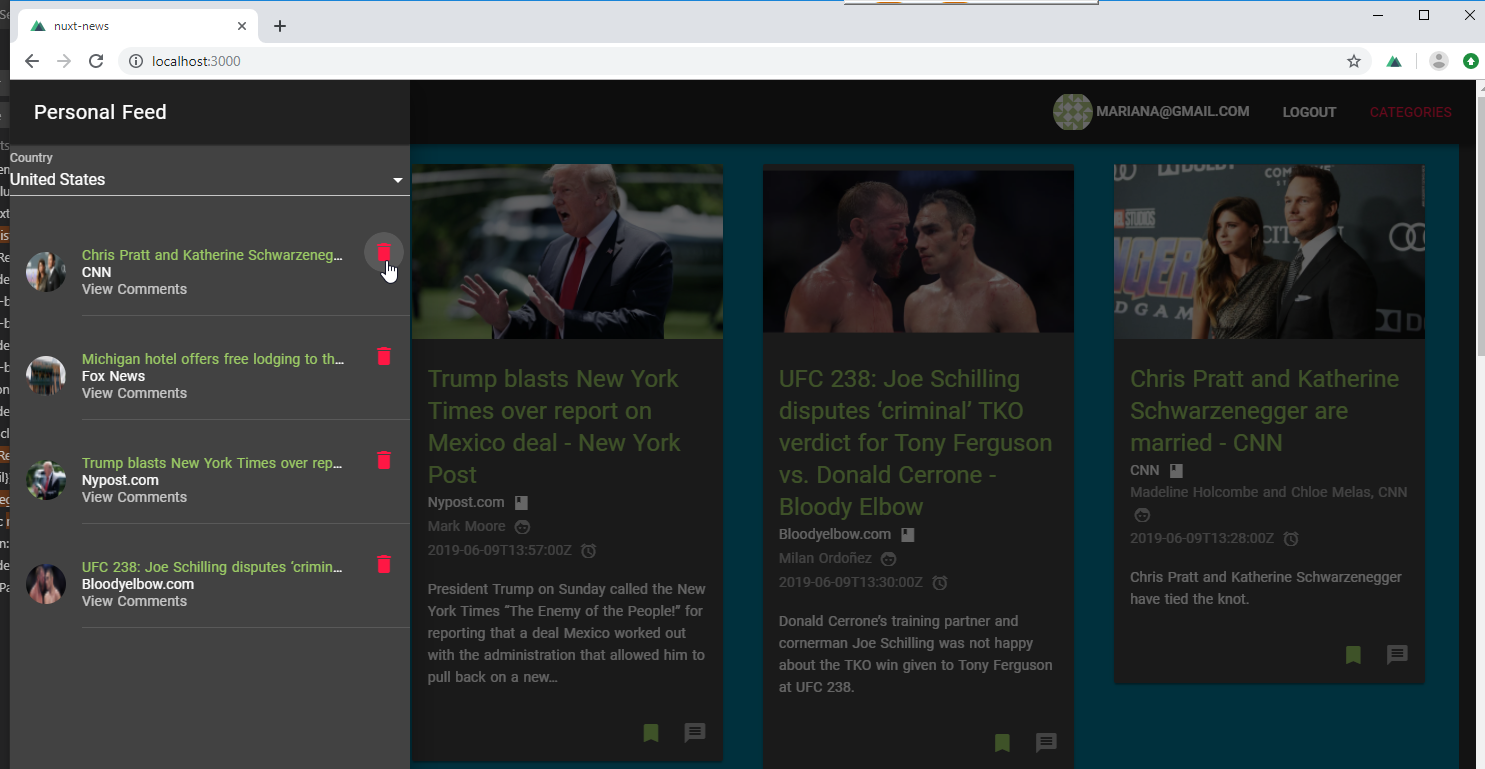 nuxt-news
localhost:3000
Personal Feed
MARIANA@GMAIL.COM
LOGOUT
CATEGORIES
Country
United States
Chris Pratt and Katherine Schwarzeneg...
CNN
View Comments
Michigan hotel offers free lodging to th...
Fox News
View Comments
Trump blasts New York Times over rep...
Nypost.com
View Comments
UFC 238: Joe Schilling disputes ‘crimin...
Bloodyelbow.com
View Comments
Trump blasts New York
Times over report on
Mexico deal - New York
Post
Nypost.com
Mark Moore
2019-06-09T13:57:00Z
President Trump on Sunday called the New
York Times “The Enemy of the People!” for
reporting that a deal Mexico worked out
with the administration that allowed him to
pull back on a new…
UFC 238: Joe Schilling
disputes ‘criminal’ TKO
verdict for Tony Ferguson
vs. Donald Cerrone -
Bloody Elbow
Bloodyelbow.com
Milan Ordoñez
2019-06-09T13:30:00Z
Donald Cerrone’s training partner and
cornerman Joe Schilling was not happy
about the TKO win given to Tony Ferguson
at UFC 238.
STUDIOS
Chris Pratt and Katherine
Schwarzenegger are
married - CNN
CNN
Madeline Holcombe and Chloe Melas, CNN
2019-06-09T13:28:00Z
Chris Pratt and Katherine Schwarzenegger
have tied the knot.